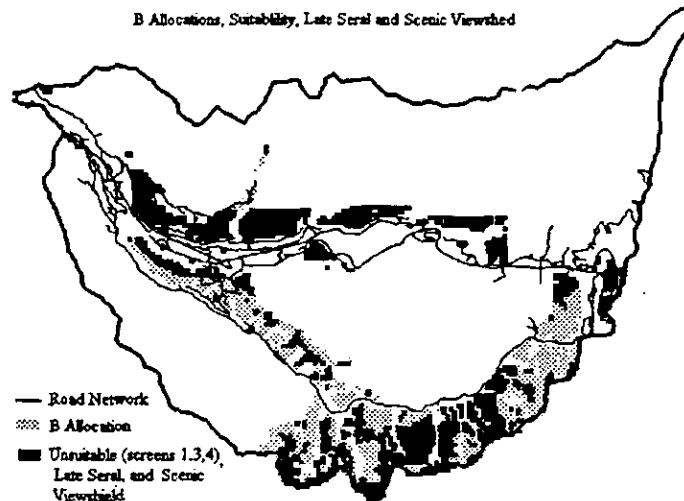 B Allocations, Suitability, Late Seral and Scenic Viewshed
Road Network
B Allocation
Unsuitable (screens 1.3,4),
Late Seral, and Scenic
Viewshield